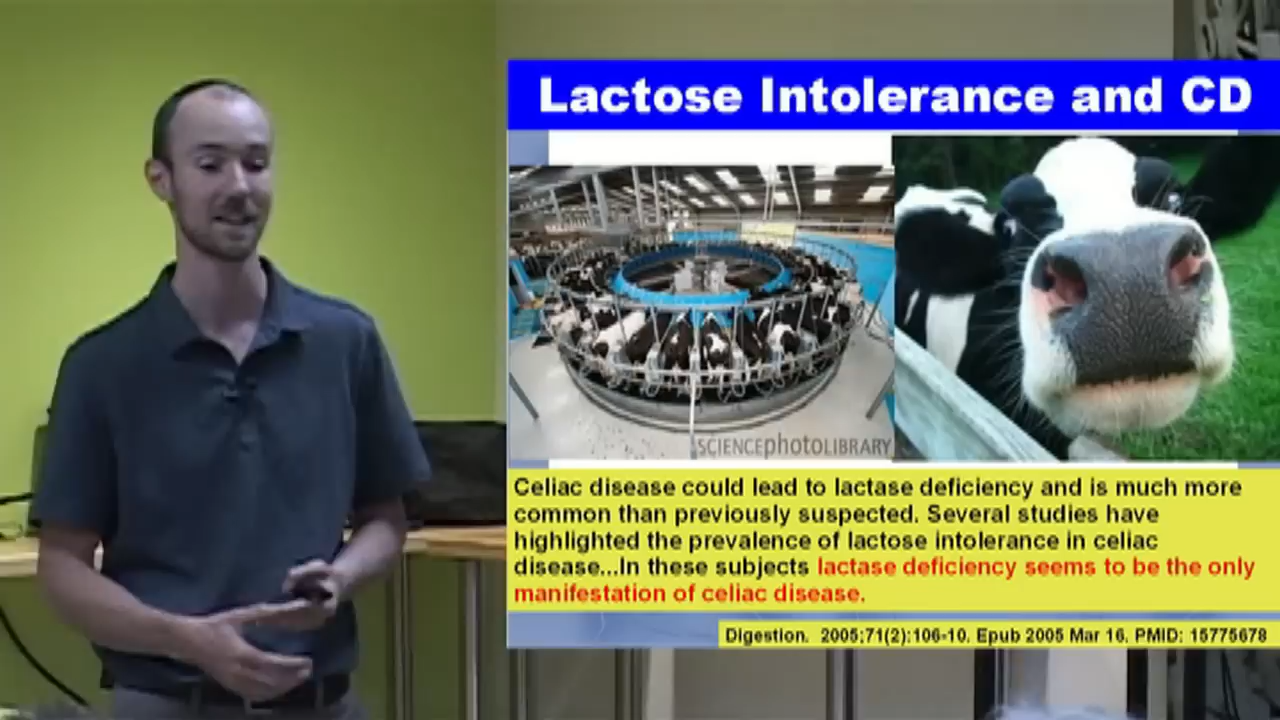 Lactose Intolerance and CD
SCIENCEPHOTOLIBRARY
Celiac disease could lead to lactase deficiency and is much more
common than previously suspected. Several studies have
highlighted the prevalence of lactose intolerance in celiac
disease...In these subjects lactase deficiency seems to be the only
manifestation of celiac disease.
Digestion. 2005;71(2):106-10. Epub 2005 Mar 16. PMID: 15775678